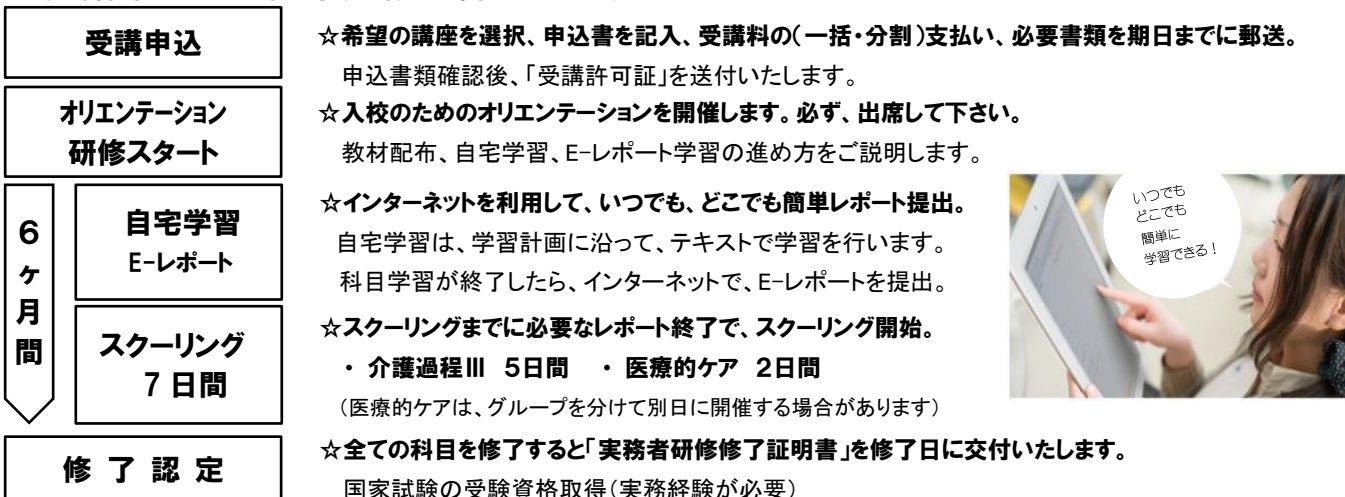 受講申込
☆希望の講座を選択、申込書を記入、受講料の(一括・分割)支払い、必要書類を期日までに郵送。
申込書類確認後、「受講許可証」を送付いたします。
オリエンテーション
研修スタート
☆入校のためのオリエンテーションを開催します。必ず、出席して下さい。
教材配布、自宅学習、E-レポート学習の進め方をご説明します。
6ヶ月間
自宅学習
E-レポート
☆インターネットを利用して、いつでも、どこでも簡単レポート提出。
自宅学習は、学習計画に沿って、テキストで学習を行います。
科目学習が終了したら、インターネットで、E-レポートを提出。
いつでも
どこでも
簡単に
学習できる!
スクーリング
7日間
☆スクーリングまでに必要なレポート終了で、スクーリング開始。
・ 介護過程Ⅲ 5日間 ・ 医療的ケア 2日間
(医療的ケアは、グループを分けて別日に開催する場合があります)
修了認定
☆全ての科目を修了すると「実務者研修修了証明書」を修了日に交付いたします。
国家試験の受験資格取得(実務経験が必要)